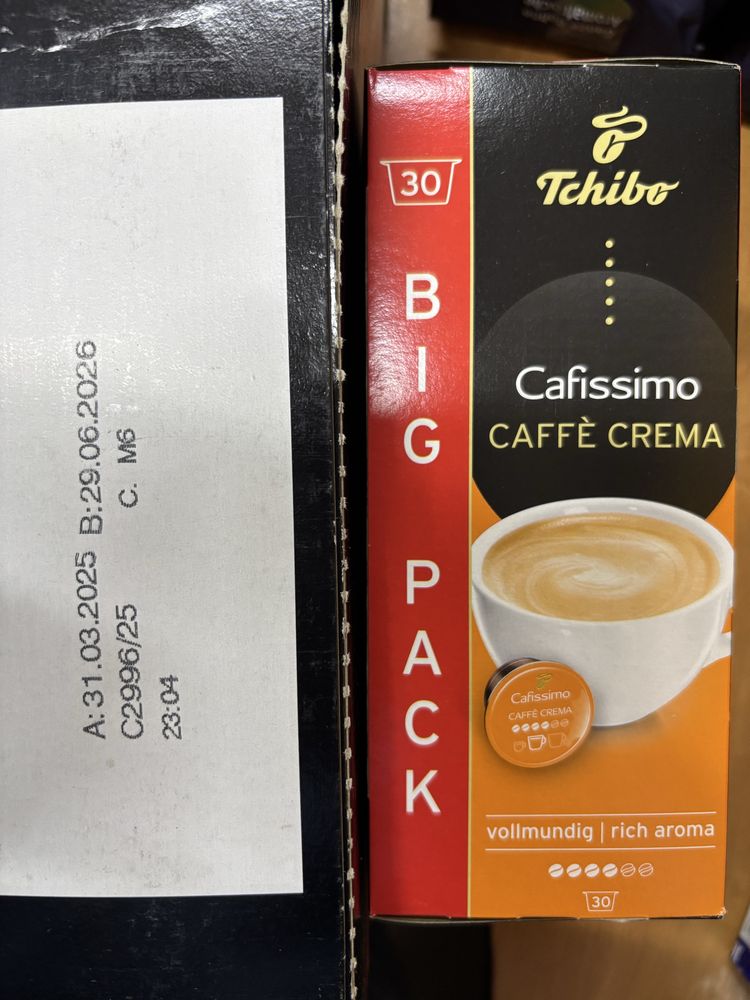 A:31.03.2025 B:29.06.2026
C2996/25 C. M6
23:04
30
BIG PACK
Tchibo
Cafissimo
CAFFÈ CREMA
Cafissimo
CAFFÈ CREMA
vollmundig | rich aroma
30